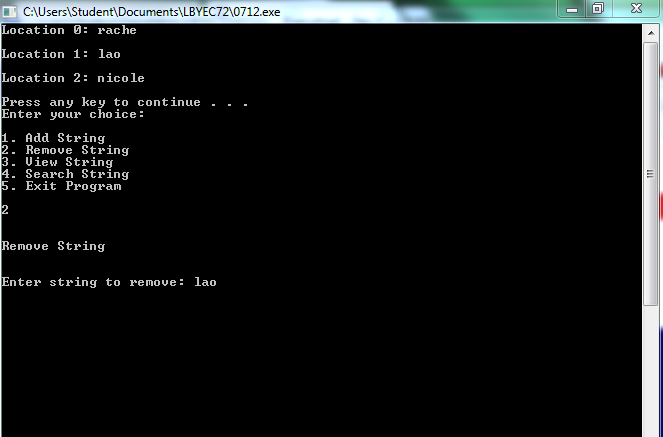 C:\Users\Student\Documents\LBYEC72\0712.exe
Location 0: rache
Location 1: lao
Location 2: nicole
Press any key to continue . . .
Enter your choice:
1. Add String
2. Remove String
3. View String
4. Search String
5. Exit Program
2
Remove String
Enter string to remove: lao